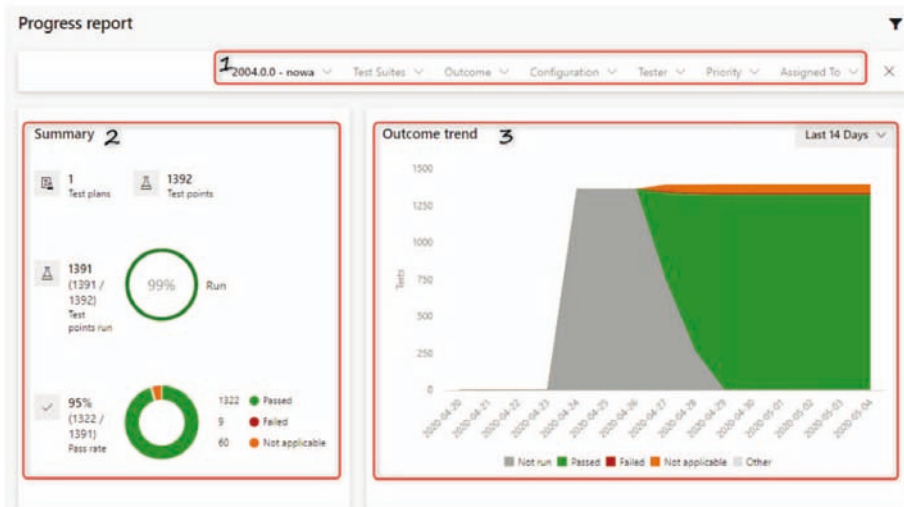 Progress report
1 2004.0.0 - nowa Test Suites Outcome Configuration Tester Priority Assigned To
Summary 2
1
Test plans
1392
Test points
1391
(1391 /
1392)
Test
points run
99%
Run
95%
(1322 /
1391)
Pass rate
1322 Passed
9 Failed
60 Not applicable
Outcome trend 3
Last 14 Days
1500
1250
1000
750
500
250
0
Tests
2020-04-20
2020-04-21
2020-04-22
2020-04-23
2020-04-24
2020-04-25
2020-04-26
2020-04-27
2020-04-28
2020-04-29
2020-04-30
2020-05-01
2020-05-02
2020-05-03
2020-05-04
Not run Passed Failed Not applicable Other